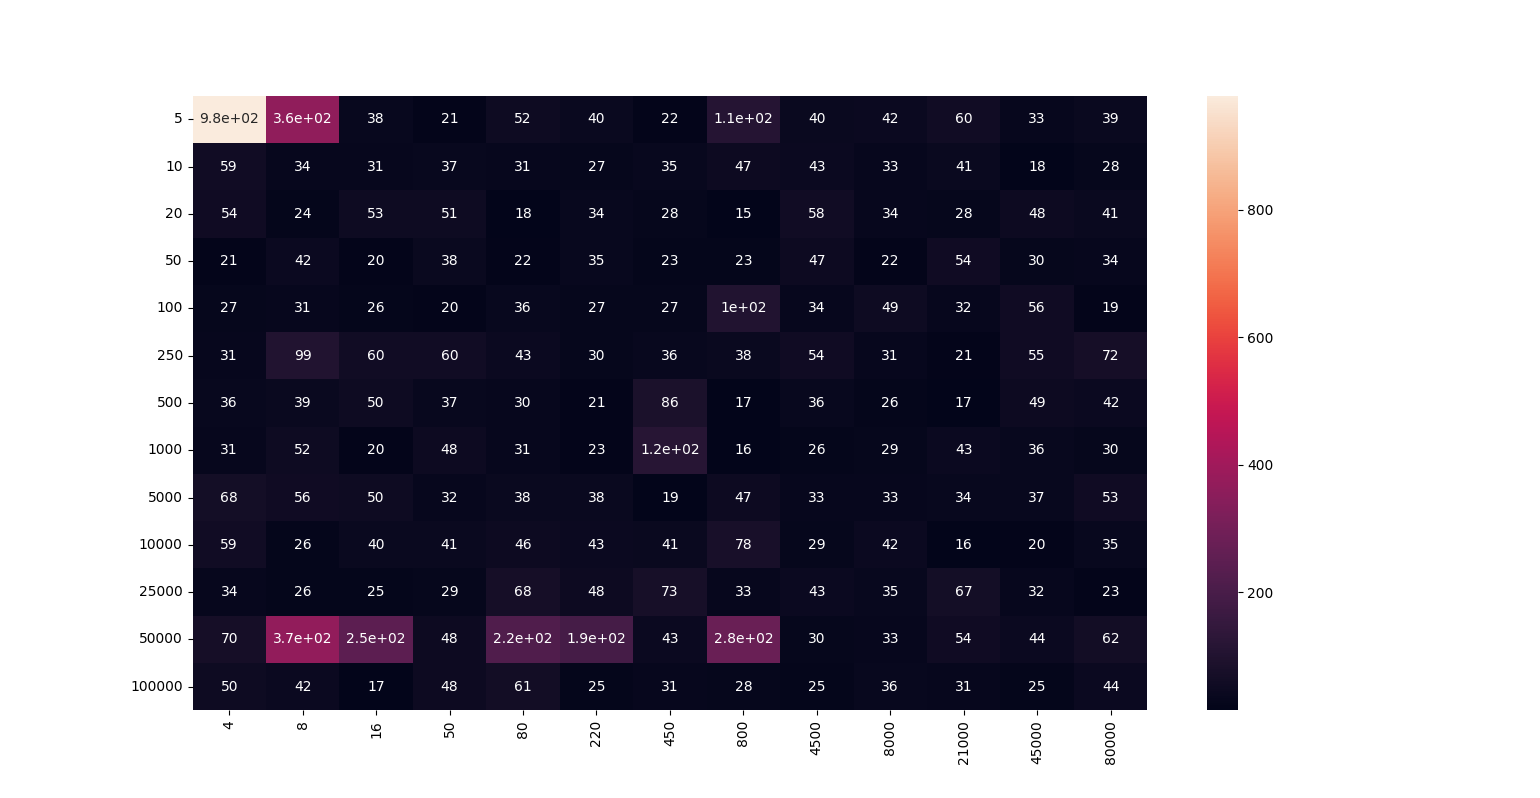 5 9.8e+02 3.6e+02 38 21 52 40 22 1.1e+02 40 42 60 33 39
10 59 34 31 37 31 27 35 47 43 33 41 18 28
20 54 24 53 51 18 34 28 15 58 34 28 48 41
800
50 21 42 20 38 22 35 23 23 47 22 54 30 34
100 27 31 26 20 36 27 27 1e+02 34 49 32 56 19
600
250 31 99 60 60 43 30 36 38 54 31 21 55 72
500 36 39 50 37 30 21 86 17 36 26 17 49 42
1000 31 52 20 48 31 23 1.2e+02 16 26 29 43 36 30
400
5000 68 56 50 32 38 38 19 47 33 33 34 37 53
10000 59 26 40 41 46 43 41 78 29 42 16 20 35
25000 34 26 25 29 68 48 73 33 43 35 67 32 23
200
50000 70 3.7e+02 2.5e+02 48 2.2e+02 1.9e+02 43 2.8e+02 30 33 54 44 62
100000 50 42 17 48 61 25 31 28 25 36 31 25 44
4 8 16 50 80 220 450 800 4500 8000 21000 45000 80000